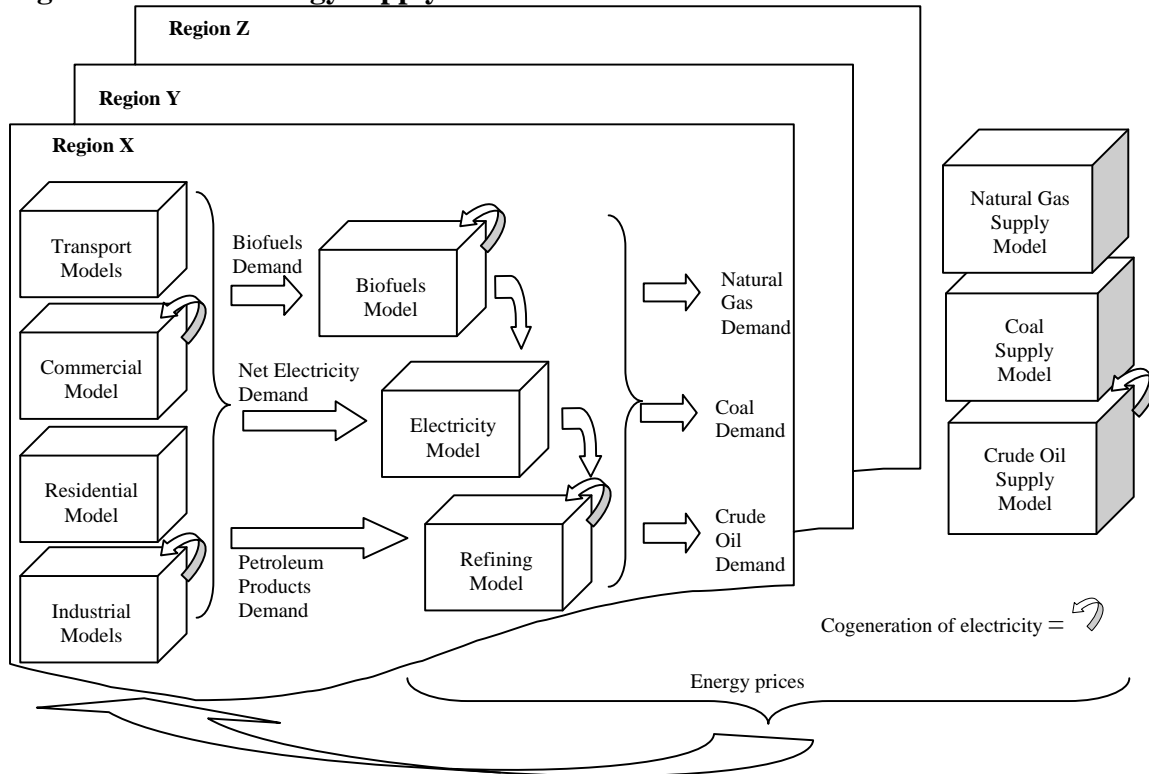 Region Z
Region Y
Region X
Transport
Models
Commercial
Model
Residential
Model
Industrial
Models
Biofuels
Demand
Net Electricity
Demand
Petroleum
Products
Demand
Biofuels
Model
Electricity
Model
Refining
Model
Natural
Gas
Demand
Coal
Demand
Crude
Oil
Demand
Natural Gas
Supply
Model
Coal
Supply
Model
Crude Oil
Supply
Model
Cogeneration of electricity =
Energy prices